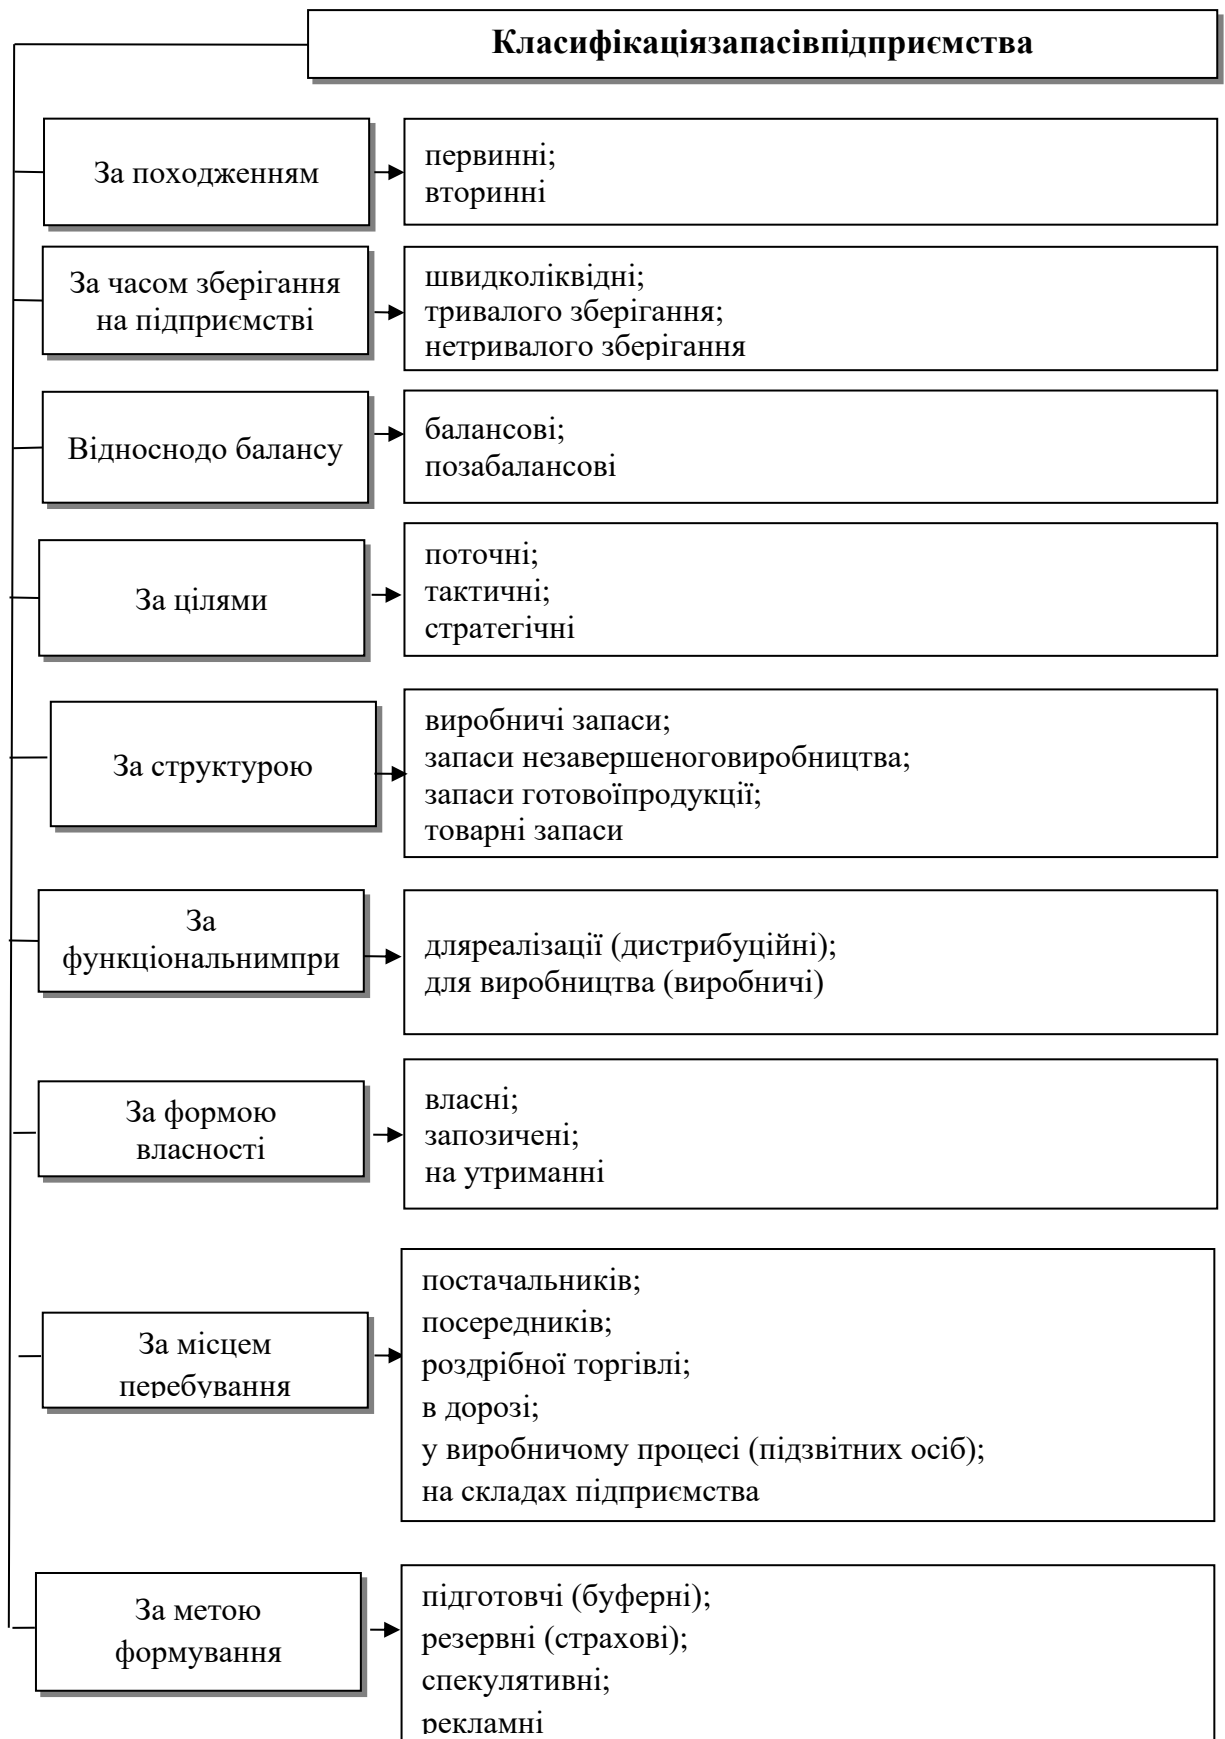 Класифікаціязапасівпідприємства
За походженням
первинні;
вторинні
За часом зберігання
на підприємстві
швидколіквідні;
тривалого зберігання;
нетривалого зберігання
Відноснодо балансу
балансові;
позабалансові
За цілями
поточні;
тактичні;
стратегічні
За структурою
виробничі запаси;
запаси незавершеноговиробництва;
запаси готовоїпродукції;
товарні запаси
За
функціональнимпри
дляреалізації (дистрибуційні);
для виробництва (виробничі)
За формою
власності
власні;
запозичені;
на утриманні
За місцем
перебування
постачальників;
посередників;
роздрібної торгівлі;
в дорозі;
у виробничому процесі (підзвітних осіб);
на складах підприємства
За метою
формування
підготовчі (буферні);
резервні (страхові);
спекулятивні;
рекламні